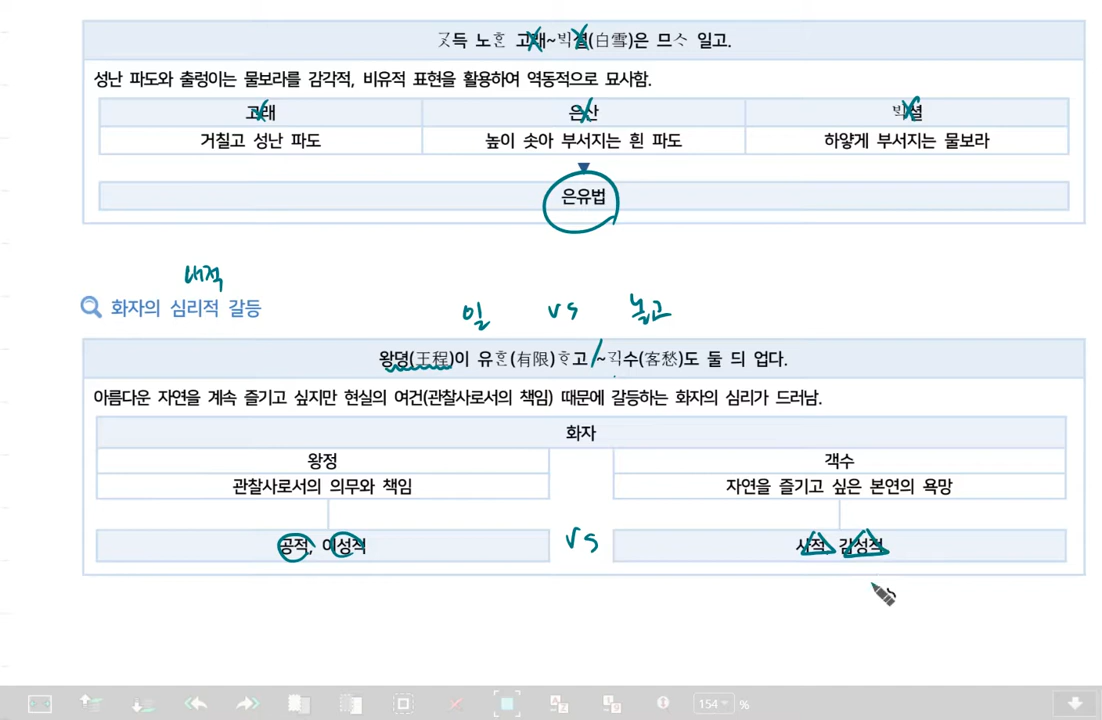 ᄀᆞᆺ득 노ᄒᆞᆫ 고래~ᄇᆡᆨ셜(白雪)은 므ᄉᆞ 일고.
성난 파도와 출렁이는 물보라를 감각적, 비유적 표현을 활용하여 역동적으로 묘사함.
고래 은산 ᄇᆡᆨ셜
거칠고 성난 파도 높이 솟아 부서지는 흰 파도 하얗게 부서지는 물보라
은유법
내적
화자의 심리적 갈등
일 vs 놀고
왕뎡(王程)이 유ᄒᆞᆫ(有限)ᄒᆞ고 ~ᄀᆡᆨ수(客愁)도 둘 듸 업다.
아름다운 자연을 계속 즐기고 싶지만 현실의 여건(관찰사로서의 책임) 때문에 갈등하는 화자의 심리가 드러남.
화자
왕정 객수
관찰사로서의 의무와 책임 자연을 즐기고 싶은 본연의 욕망
공적, 이성적 vs 사적, 감성적
154 %